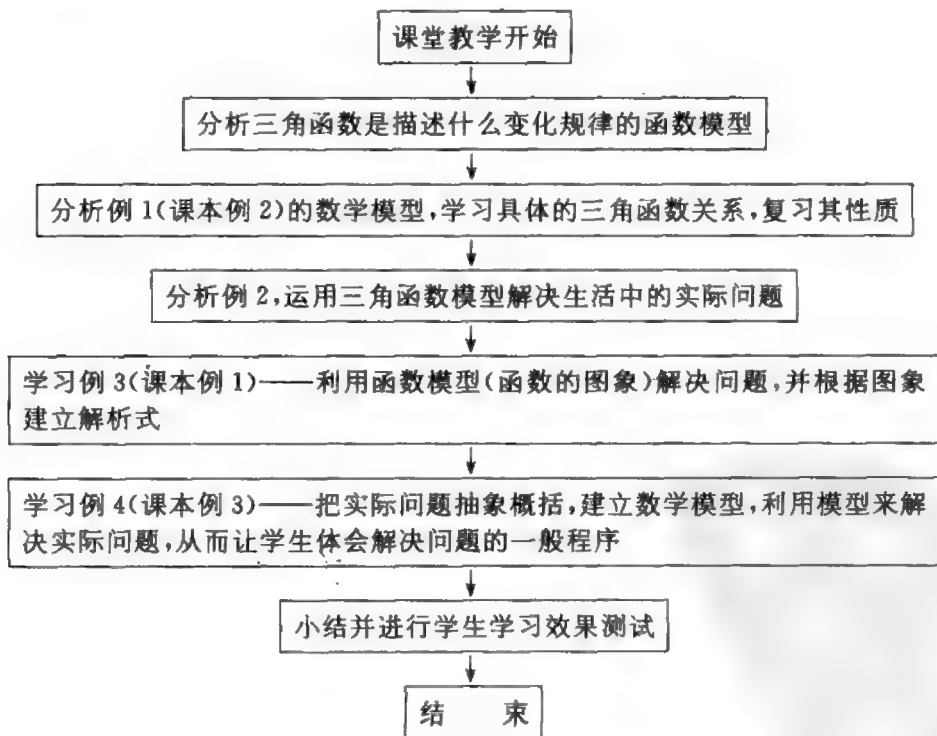 课堂教学开始
分析三角函数是描述什么变化规律的函数模型
分析例1(课本例2)的数学模型,学习具体的三角函数关系,复习其性质
分析例2,运用三角函数模型解决生活中的实际问题
学习例3(课本例1)——利用函数模型(函数的图象)解决问题,并根据图象
建立解析式
学习例4(课本例3)——把实际问题抽象概括,建立数学模型,利用模型来解
决实际问题,从而让学生体会解决问题的一般程序
小结并进行学生学习效果测试
结 束